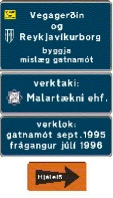 Vegagerðin
og
Reykjavíkurborg
byggja
mislæg gatnamót
verktaki:
Malartækni ehf.
verklok:
gatnamót sept. 1995
frágangur júlí 1996
Hjáleið